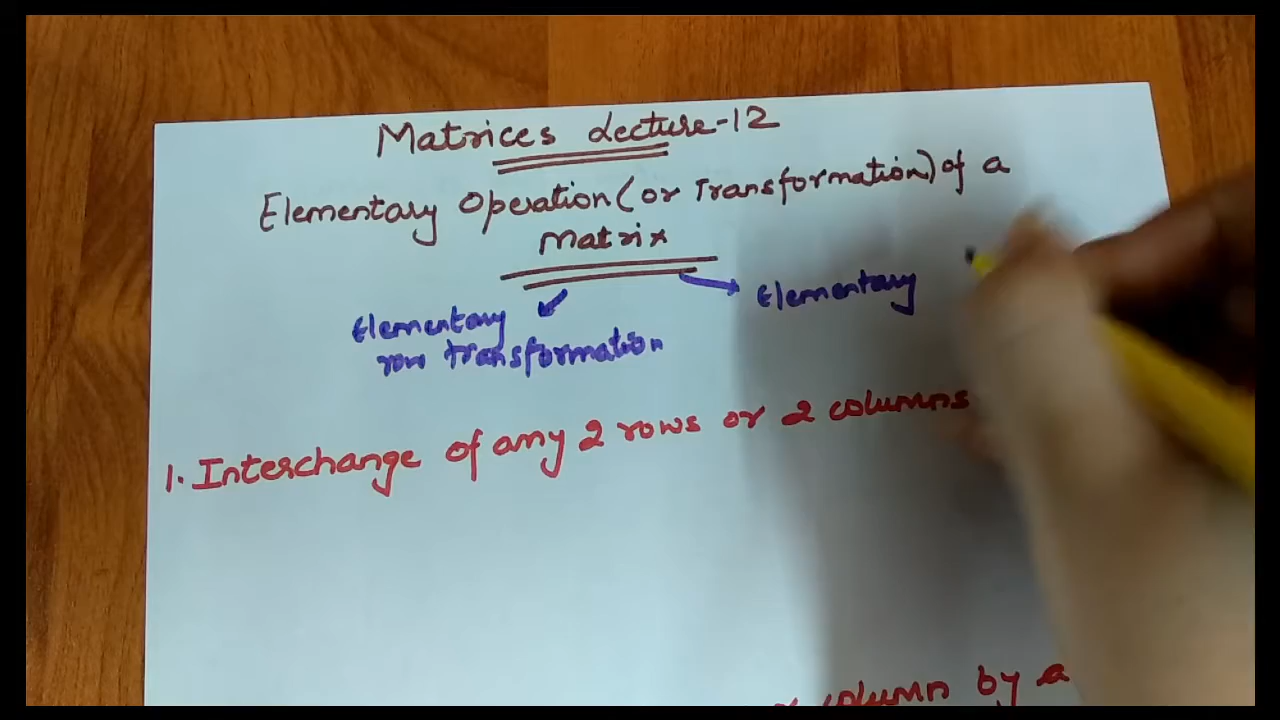 Matrices Lecture-12
Elementary Operation (or Transformation) of a
Matrix
Elementary
row transformation
Elementary
1. Interchange of any 2 rows or 2 columns
column by a